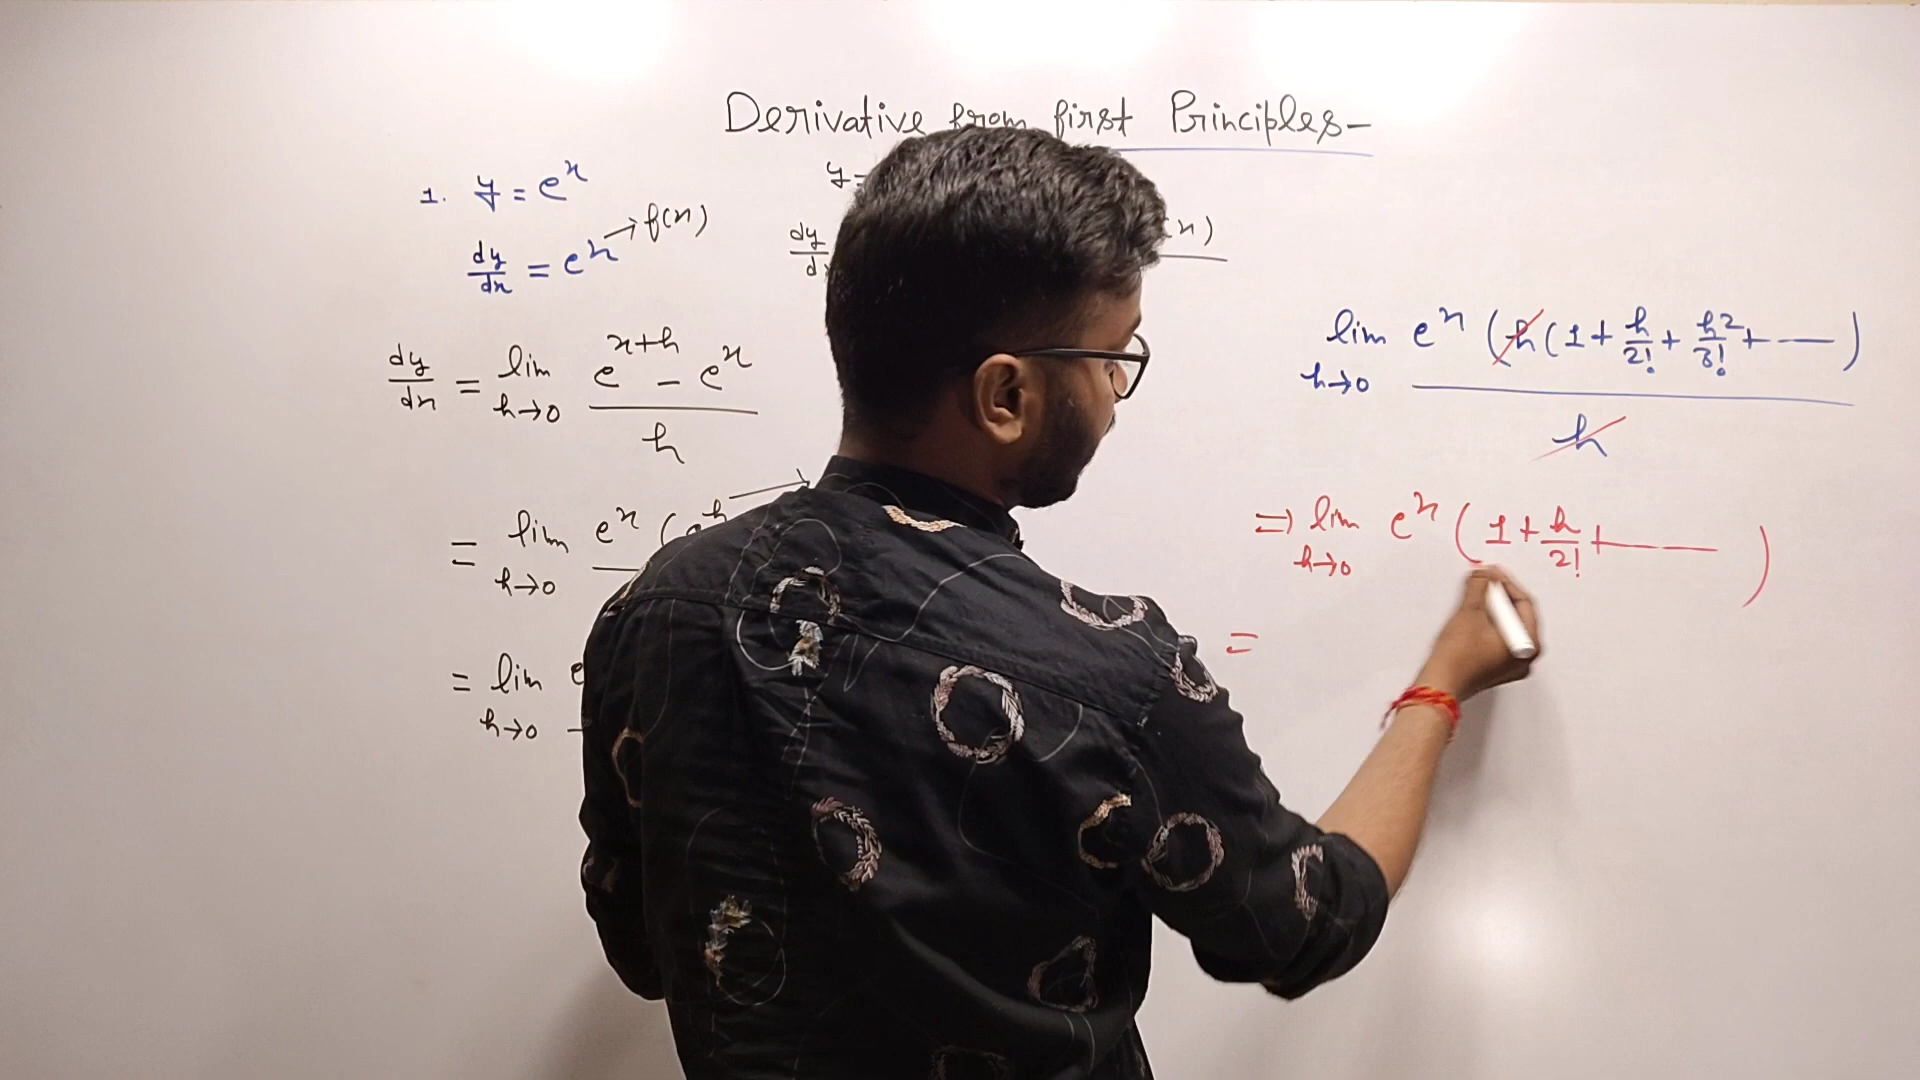 Derivative from first Principles-
1. y = e^x
dy/dx = e^x → f(x)
y=
dy/dx
x)
dy/dx = lim h→0 (e^(x+h) - e^x)/h
= lim h→0 e^x (e^h
= lim h→0 e
lim h→0 e^x (h(1 + h/2! + h²/3! + —— )/h
⇒ lim h→0 e^x (1 + h/2! + —— )
=